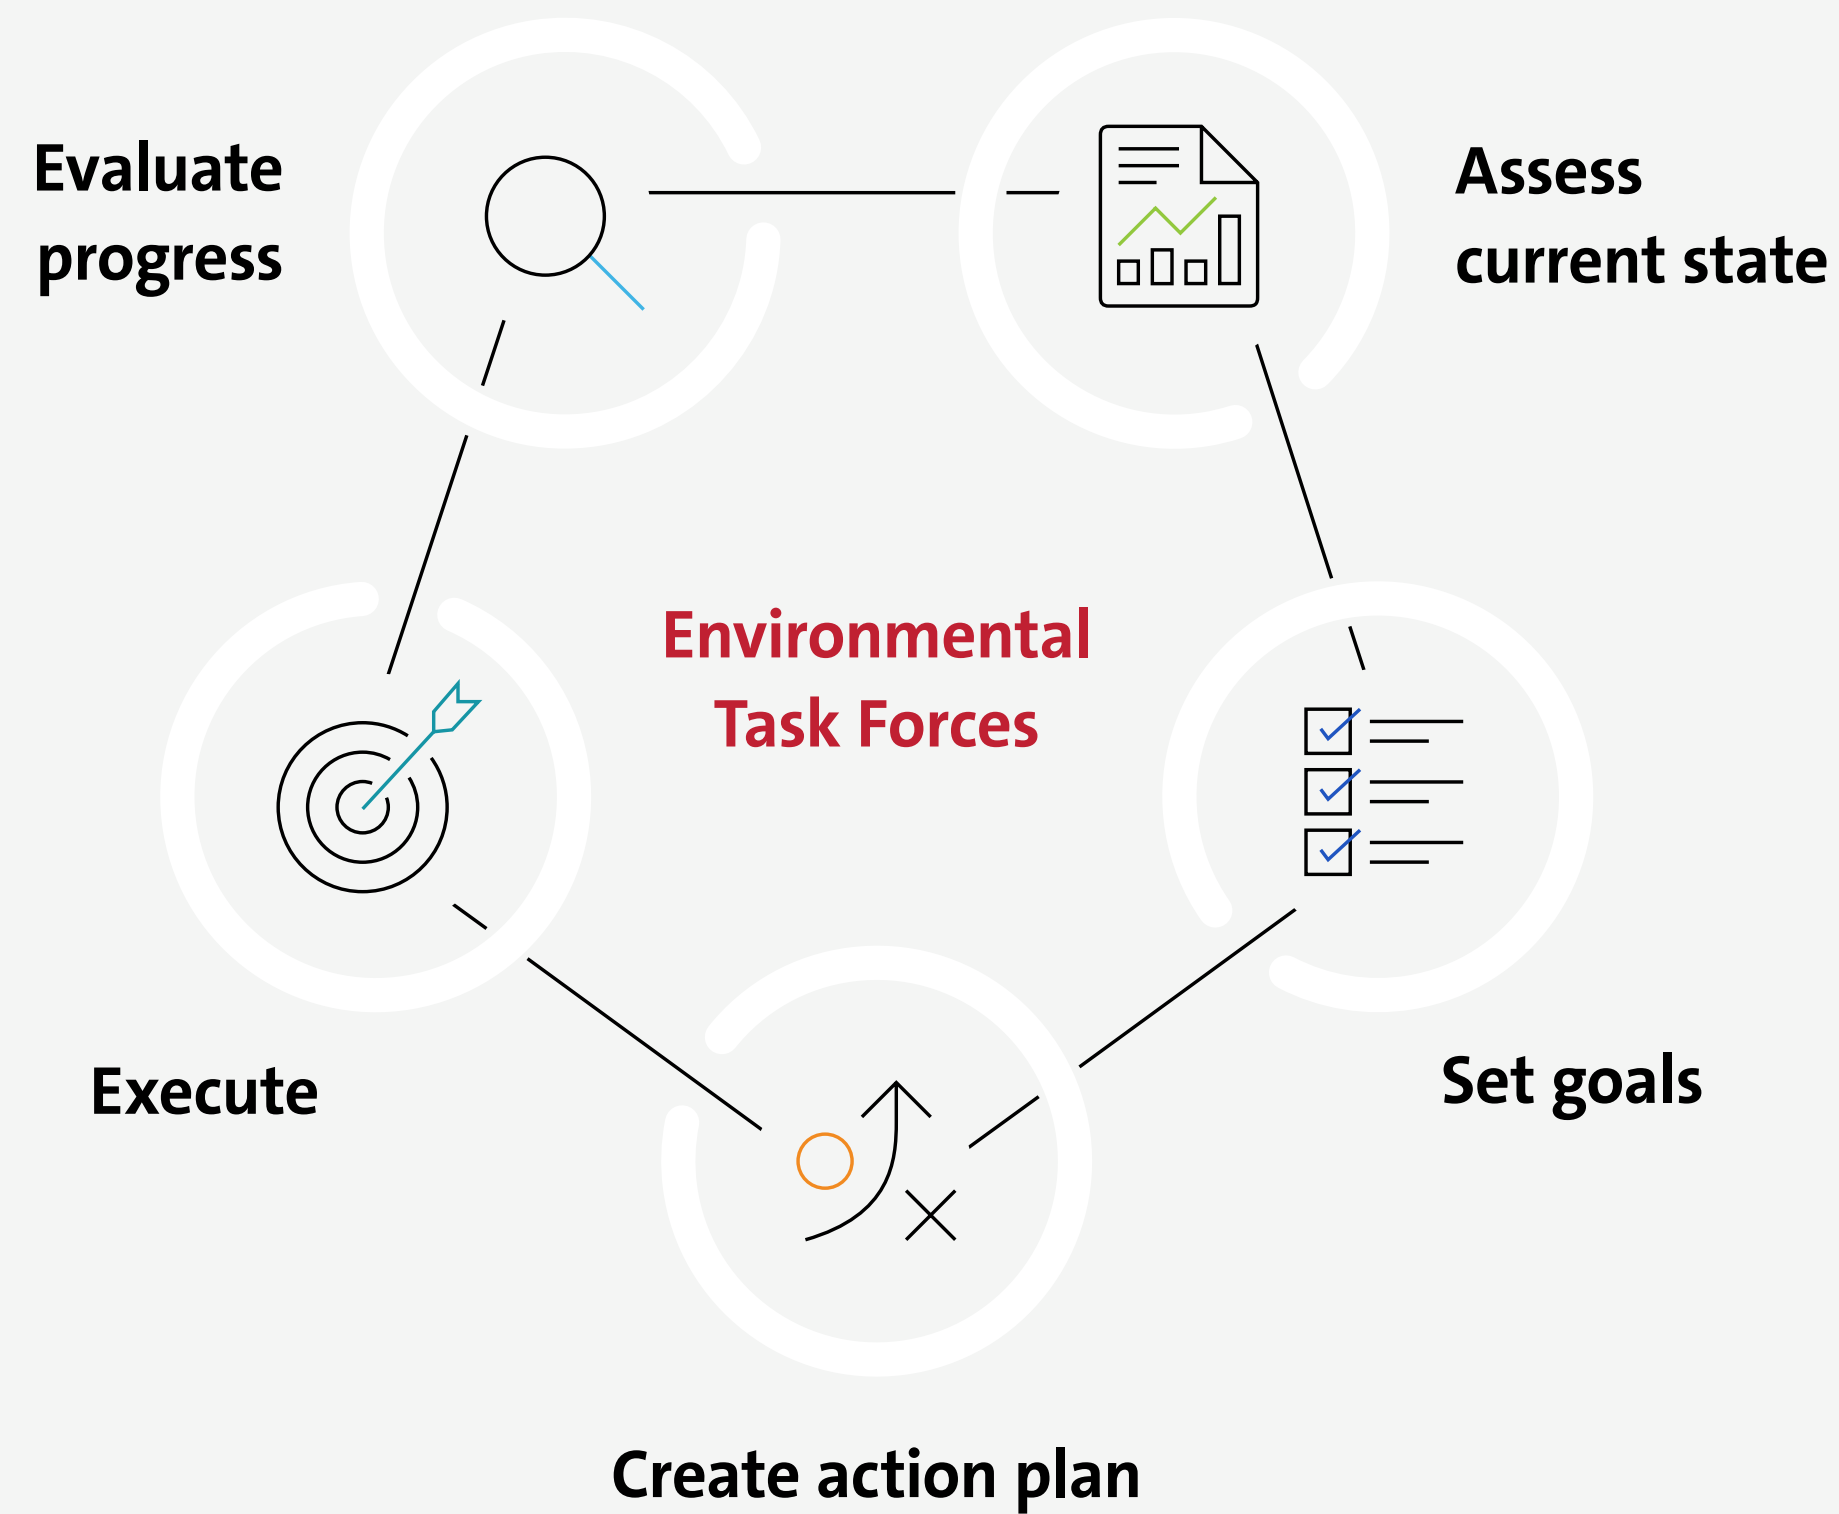 Evaluate
progress
Assess
current state
Environmental
Task Forces
Execute
Set goals
Create action plan